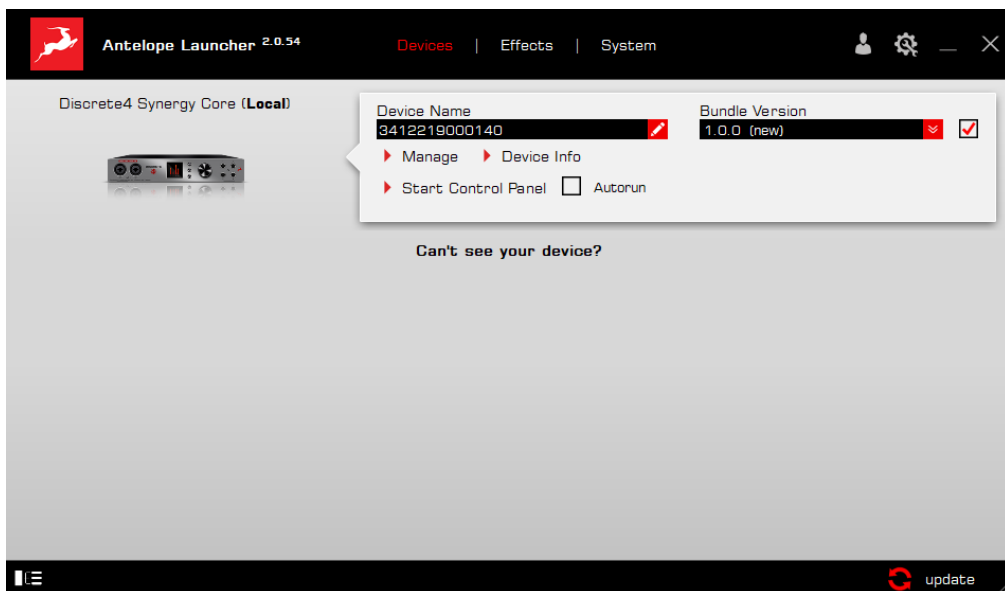 Antelope Launcher 2.0.54
Devices | Effects | System
Discrete4 Synergy Core (Local)
Device Name
Bundle Version
3412219000140
1.0.0 (new)
Manage
Device Info
Start Control Panel
Autorun
Can't see your device?
update